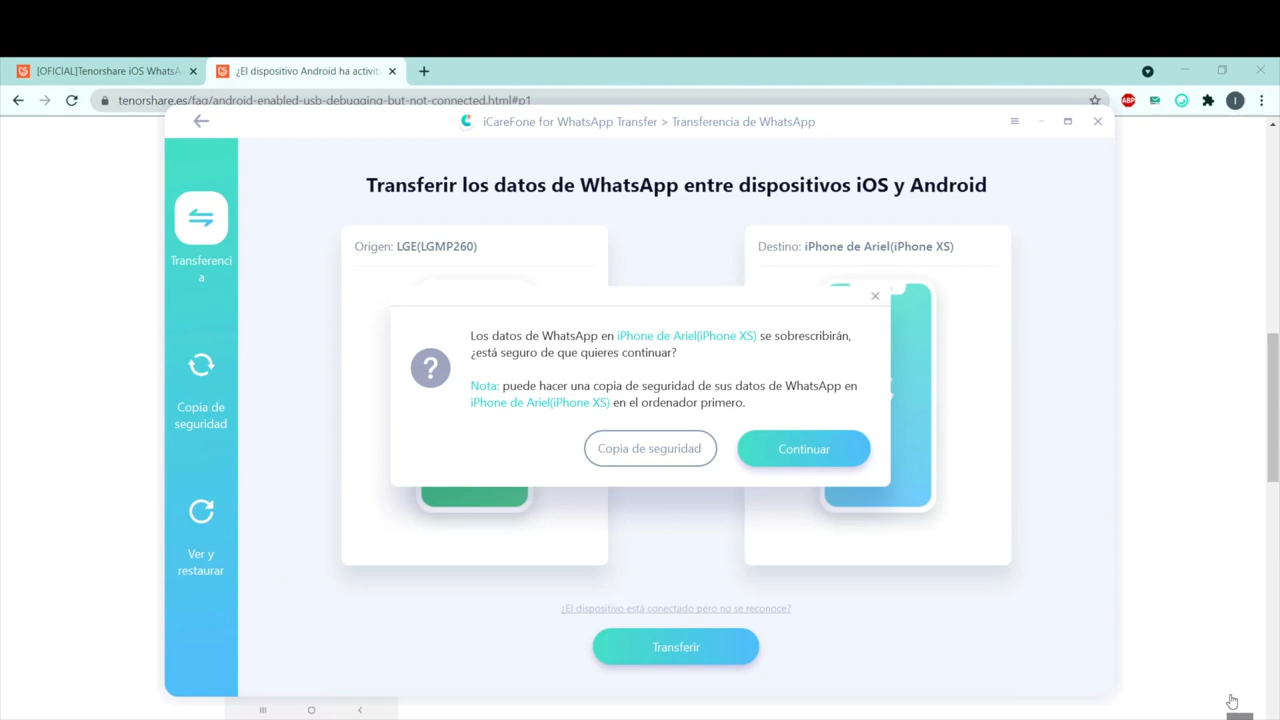 [OFICIAL]Tenorshare iOS WhatsA
¿El dispositivo Android ha activit
tenorshare.es/faq/android-enabled-usb-debugging-but-not-connected.html#p1
ABP
I
iCareFone for WhatsApp Transfer > Transferencia de WhatsApp
Transferir los datos de WhatsApp entre dispositivos iOS y Android
Transferenci
a
Copia de
seguridad
Ver y
restaurar
Origen: LGE(LGMP260)
Destino: iPhone de Ariel(iPhone XS)
Los datos de WhatsApp en iPhone de Ariel(iPhone XS) se sobrescribirán,
¿está seguro de que quieres continuar?
Nota: puede hacer una copia de seguridad de sus datos de WhatsApp en
iPhone de Ariel(iPhone XS) en el ordenador primero.
Copia de seguridad
Continuar
¿El dispositivo está conectado pero no se reconoce?
Transferir